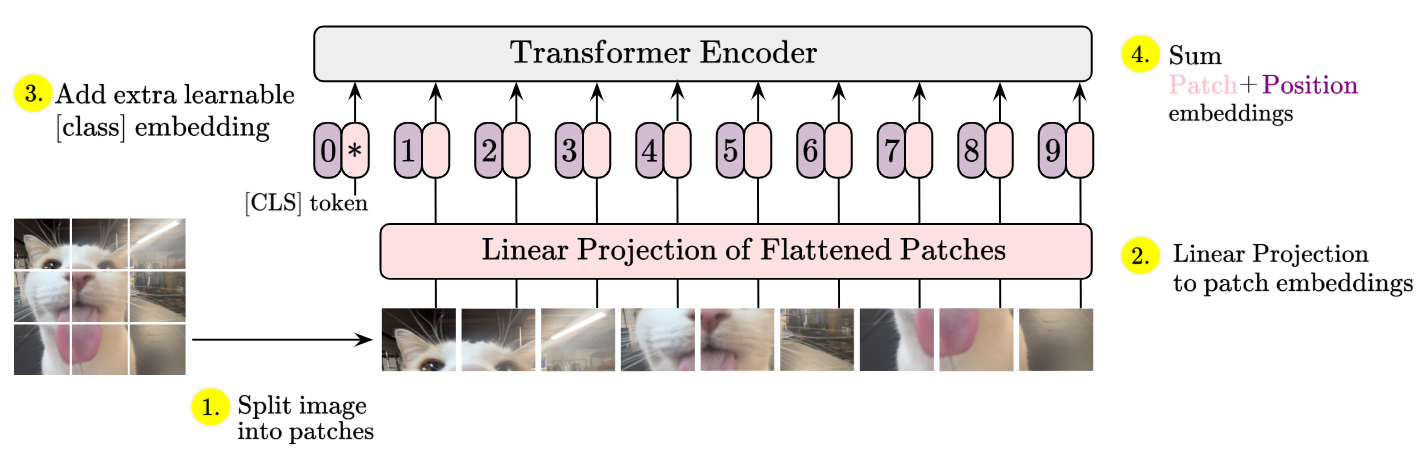 Transformer Encoder
4. Sum
Patch+Position
embeddings
3. Add extra learnable
[class] embedding
0 * 1 2 3 4 5 6 7 8 9
[CLS] token
Linear Projection of Flattened Patches
2. Linear Projection
to patch embeddings
1. Split image
into patches